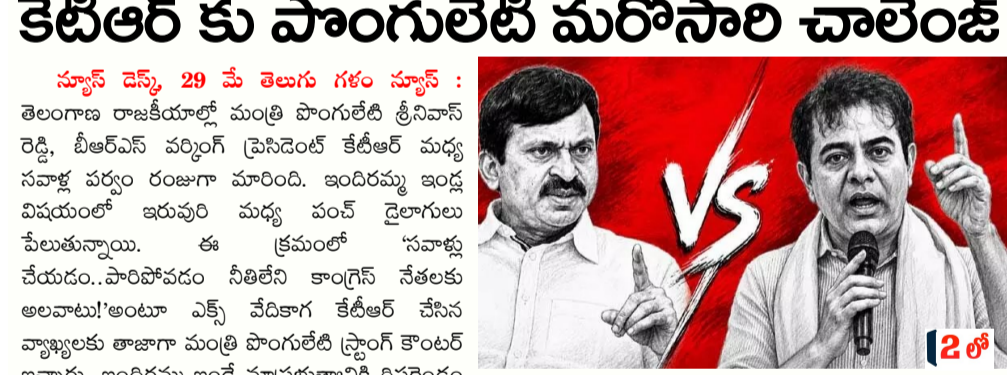 కేటీఆర్ కు పొంగులేటి మరోసారి చాలెంజ్
న్యూస్ డెస్క్, 29 మే తెలుగు గళం న్యూస్ :
తెలంగాణ రాజకీయాల్లో మంత్రి పొంగులేటి శ్రీనివాస్
రెడ్డి, బీఆర్ఎస్ వర్కింగ్ ప్రెసిడెంట్ కేటీఆర్ మధ్య
సవాళ్ల పర్వం రంజుగా మారింది. ఇందిరమ్మ ఇండ్ల
విషయంలో ఇరువురి మధ్య పంచ్ డైలాగులు
పేలుతున్నాయి. ఈ క్రమంలో 'సవాళ్లు
చేయడం..పారిపోవడం నీతిలేని కాంగ్రెస్ నేతలకు
అలవాటు!'అంటూ ఎక్స్ వేదికాగ కేటీఆర్ చేసిన
వ్యాఖ్యలకు తాజాగా మంత్రి పొంగులేటి స్ట్రాంగ్ కౌంటర్
VS
2 లో